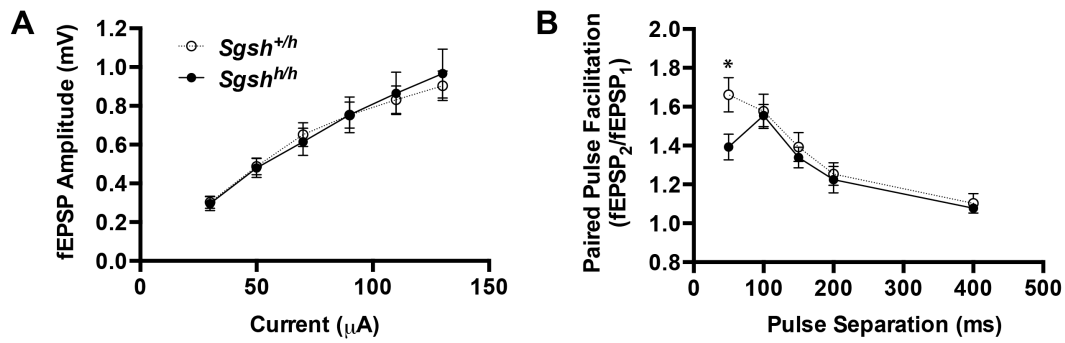 A
fEPSP Amplitude (mV)
1.2
1.0
0.8
0.6
0.4
0.2
0.0
Sgsh+/h
Sgshh/h
0
50
100
150
Current (μA)
B
Paired Pulse Facilitation
(fEPSP2/fEPSP1)
1.8
1.6
1.4
1.2
1.0
0.8
*
0
100
200
300
400
500
Pulse Separation (ms)